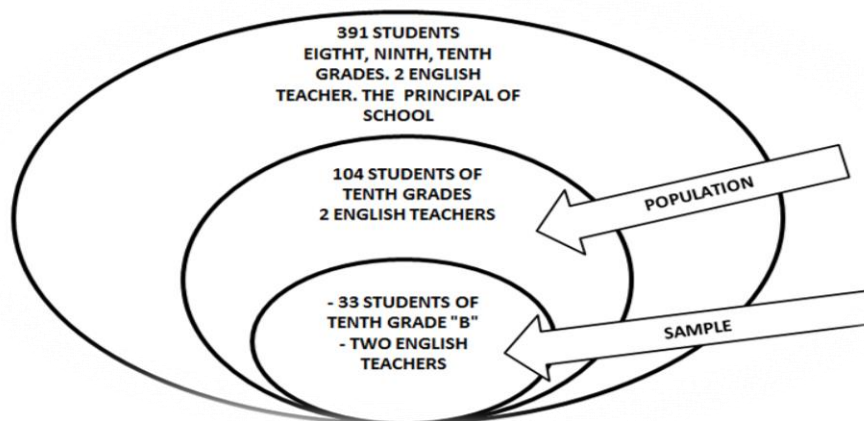 391 STUDENTS
EIGTHT, NINTH, TENTH
GRADES. 2 ENGLISH
TEACHER. THE PRINCIPAL OF
SCHOOL
104 STUDENTS OF
TENTH GRADES
2 ENGLISH TEACHERS
POPULATION
- 33 STUDENTS OF
TENTH GRADE "B"
- TWO ENGLISH
TEACHERS
SAMPLE